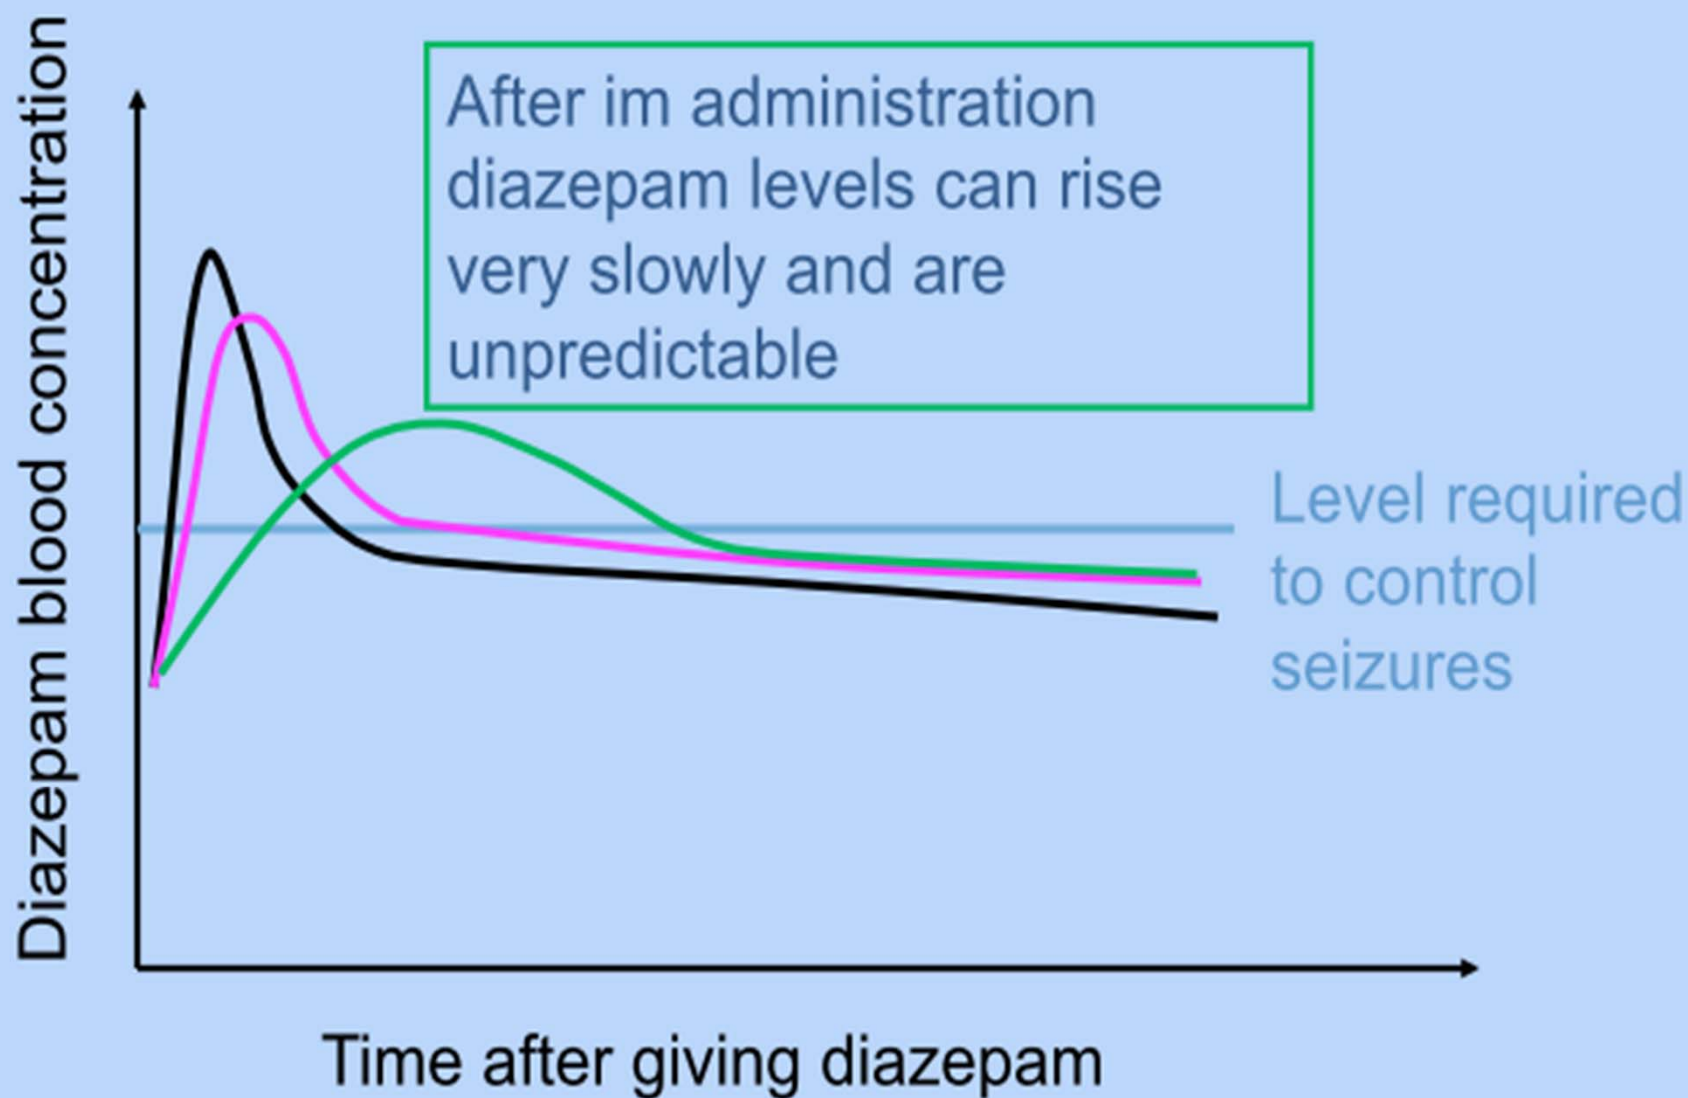 Diazepam blood concentration
After im administration
diazepam levels can rise
very slowly and are
unpredictable
Level required
to control
seizures
Time after giving diazepam